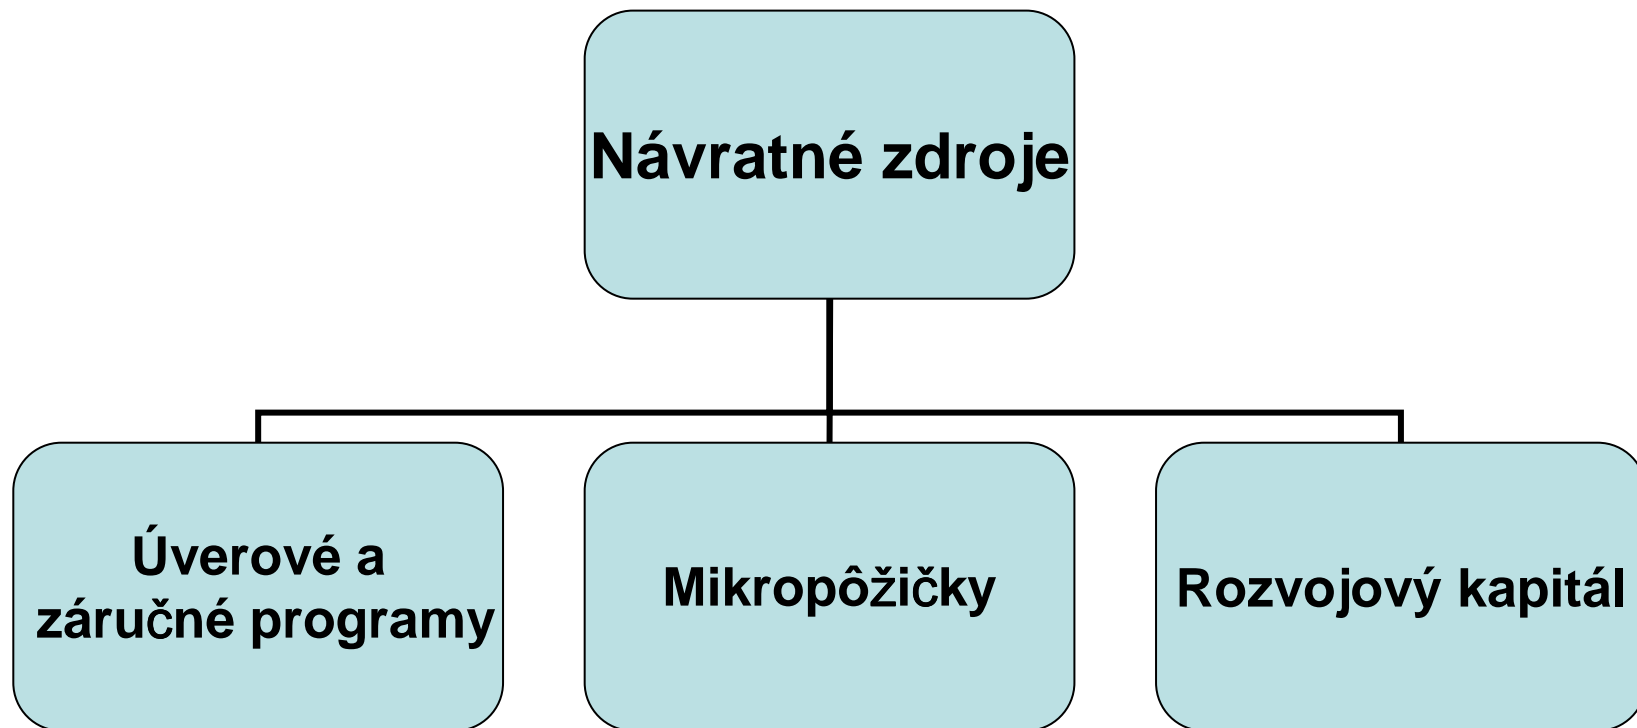 Návratné zdroje
Úverové a
záručné programy
Mikropôžičky
Rozvojový kapitál